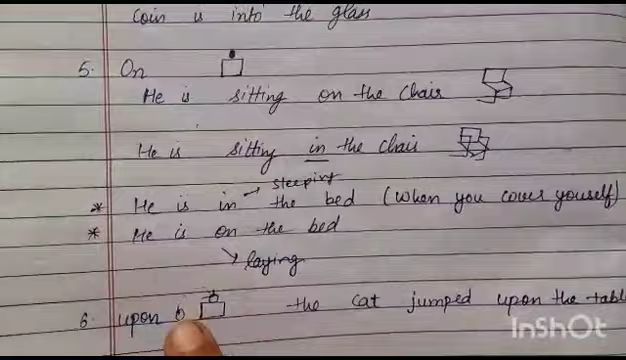 Coin is into the glass
5. On
He is sitting on the chair
He is sitting in the chair
→ sleeping
* He is in the bed (when you cover youself)
* He is on the bed
→ laying
6. upon the cat jumped upon the tabl
InShOt